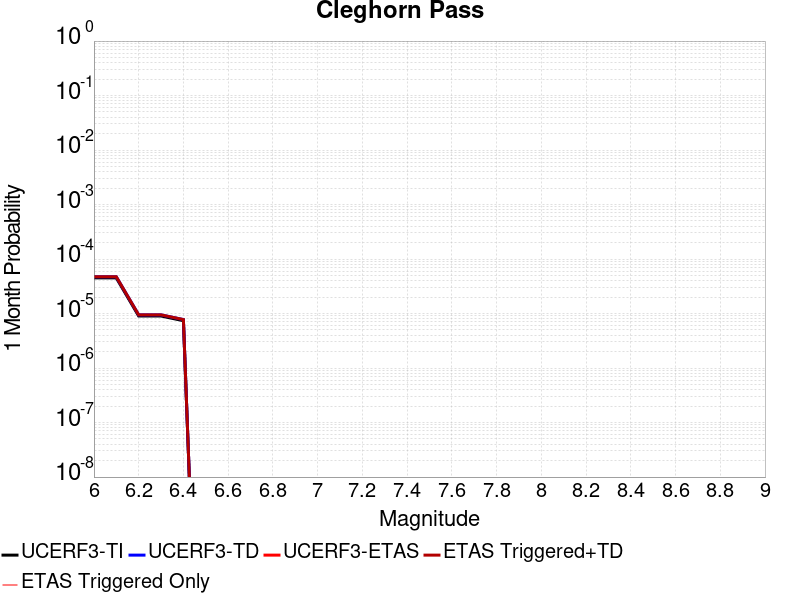 Cleghorn Pass
10^0
10^-1
10^-2
10^-3
10^-4
10^-5
10^-6
10^-7
10^-8
1 Month Probability
6 6.2 6.4 6.6 6.8 7 7.2 7.4 7.6 7.8 8 8.2 8.4 8.6 8.8 9
Magnitude
UCERF3-TI UCERF3-TD UCERF3-ETAS ETAS Triggered+TD
ETAS Triggered Only